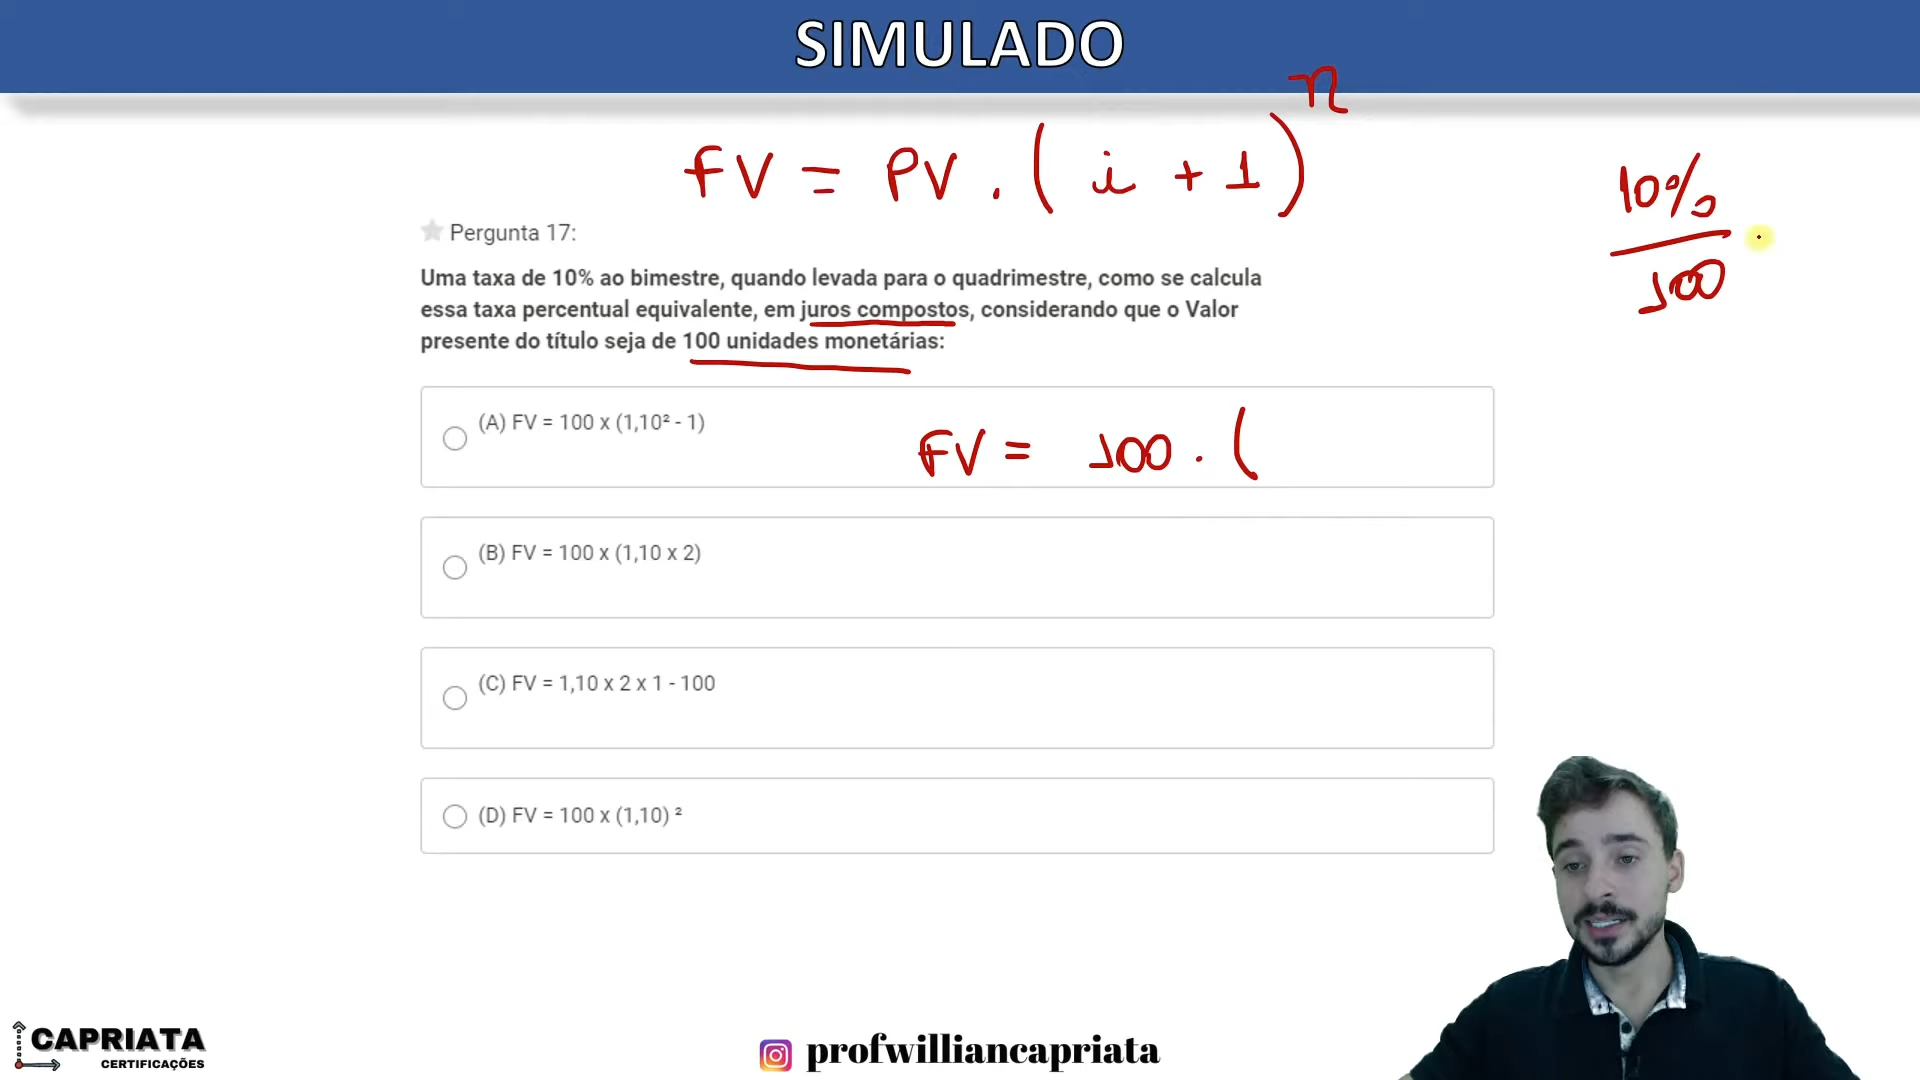 SIMULADO
FV = PV . ( i + 1 )ⁿ
10%
100
Pergunta 17:
Uma taxa de 10% ao bimestre, quando levada para o quadrimestre, como se calcula
essa taxa percentual equivalente, em juros compostos, considerando que o Valor
presente do título seja de 100 unidades monetárias:
(A) FV = 100 x (1,10² - 1)
FV = 100 . (
(B) FV = 100 x (1,10 x 2)
(C) FV = 1,10 x 2 x 1 - 100
(D) FV = 100 x (1,10) ²
CAPRIATA
CERTIFICAÇÕES
profwilliancapriata